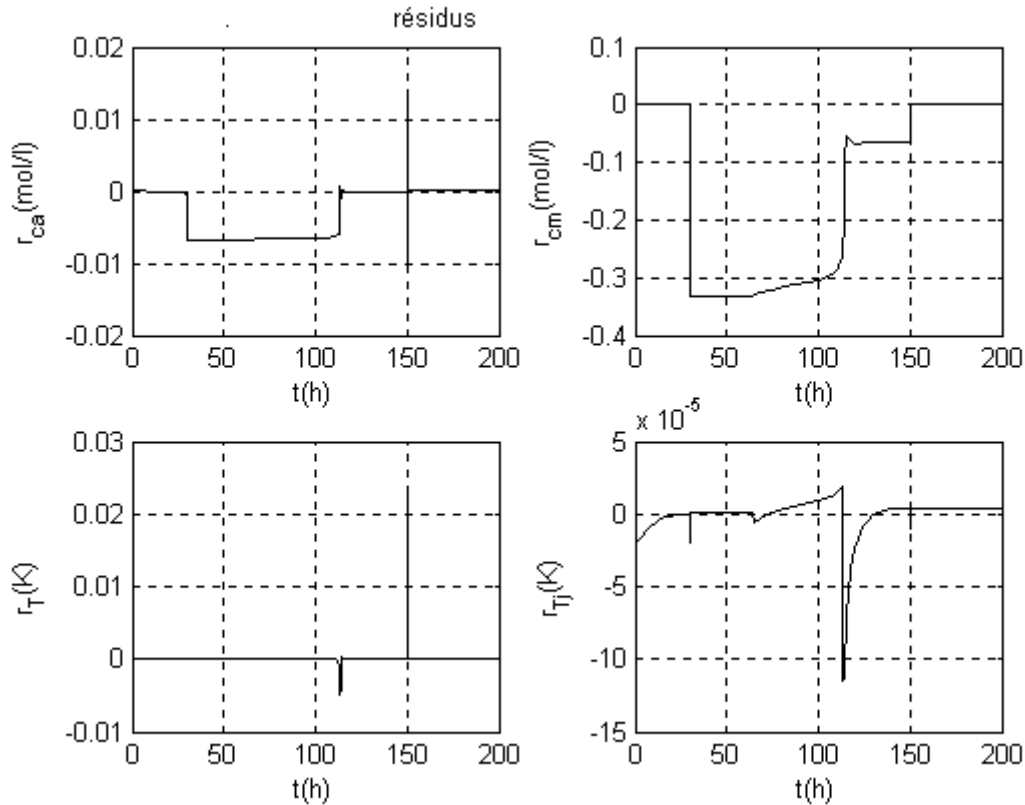 . résidus
0.02
0.01
0
-0.01
-0.02
r_ca(mol/l)
0 50 100 150 200
t(h)
0.1
0
-0.1
-0.2
-0.3
-0.4
r_cm(mol/l)
0 50 100 150 200
t(h)
0.03
0.02
0.01
0
-0.01
r_T(K)
0 50 100 150 200
t(h)
x 10^-5
5
0
-5
-10
-15
r_Tj(K)
0 50 100 150 200
t(h)